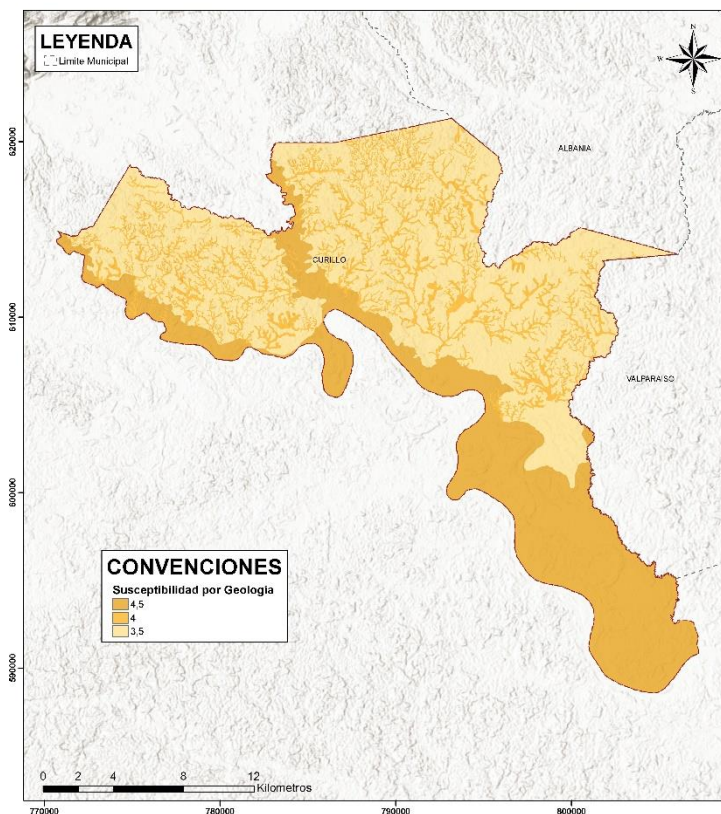 LEYENDA
Limite Municipal
N
W
E
S
620000
ALBANIA
CURILLO
610000
VALPARAISO
600000
CONVENCIONES
Susceptibilidad por Geología
4,5
4
3,5
590000
0 2 4 8 12
Kilometros
770000 780000 790000 800000